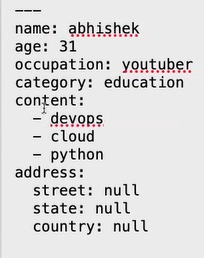 ---
name: abhishek
age: 31
occupation: youtuber
category: education
content:
  - devops
  - cloud
  - python
address:
  street: null
  state: null
  country: null